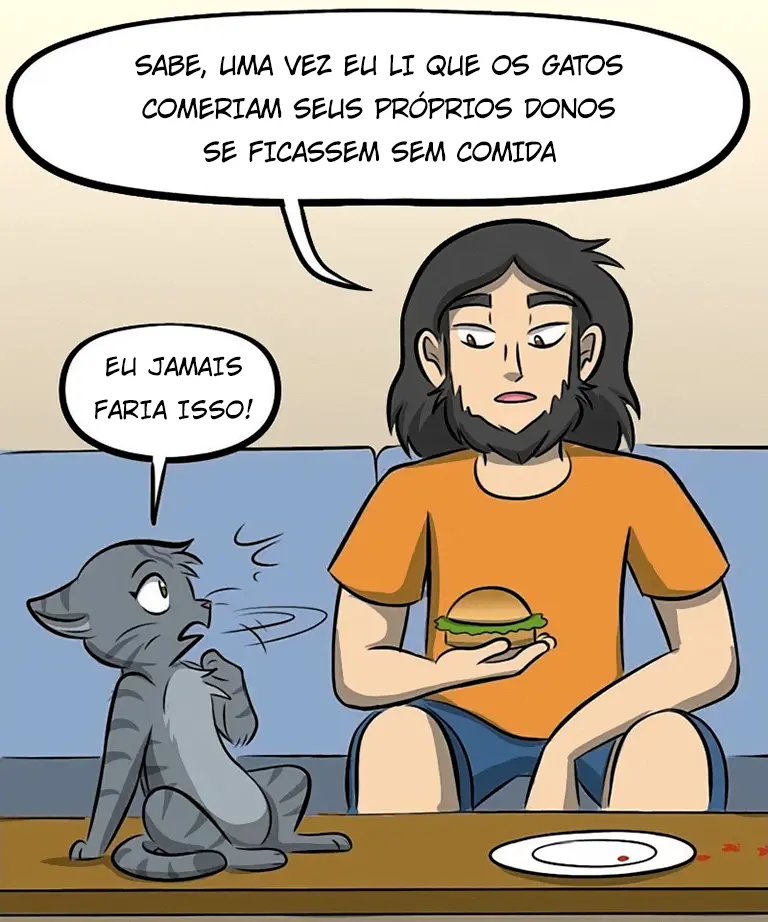 SABE, UMA VEZ EU LI QUE OS GATOS
COMERIAM SEUS PRÓPRIOS DONOS
SE FICASSEM SEM COMIDA
EU JAMAIS
FARIA ISSO!